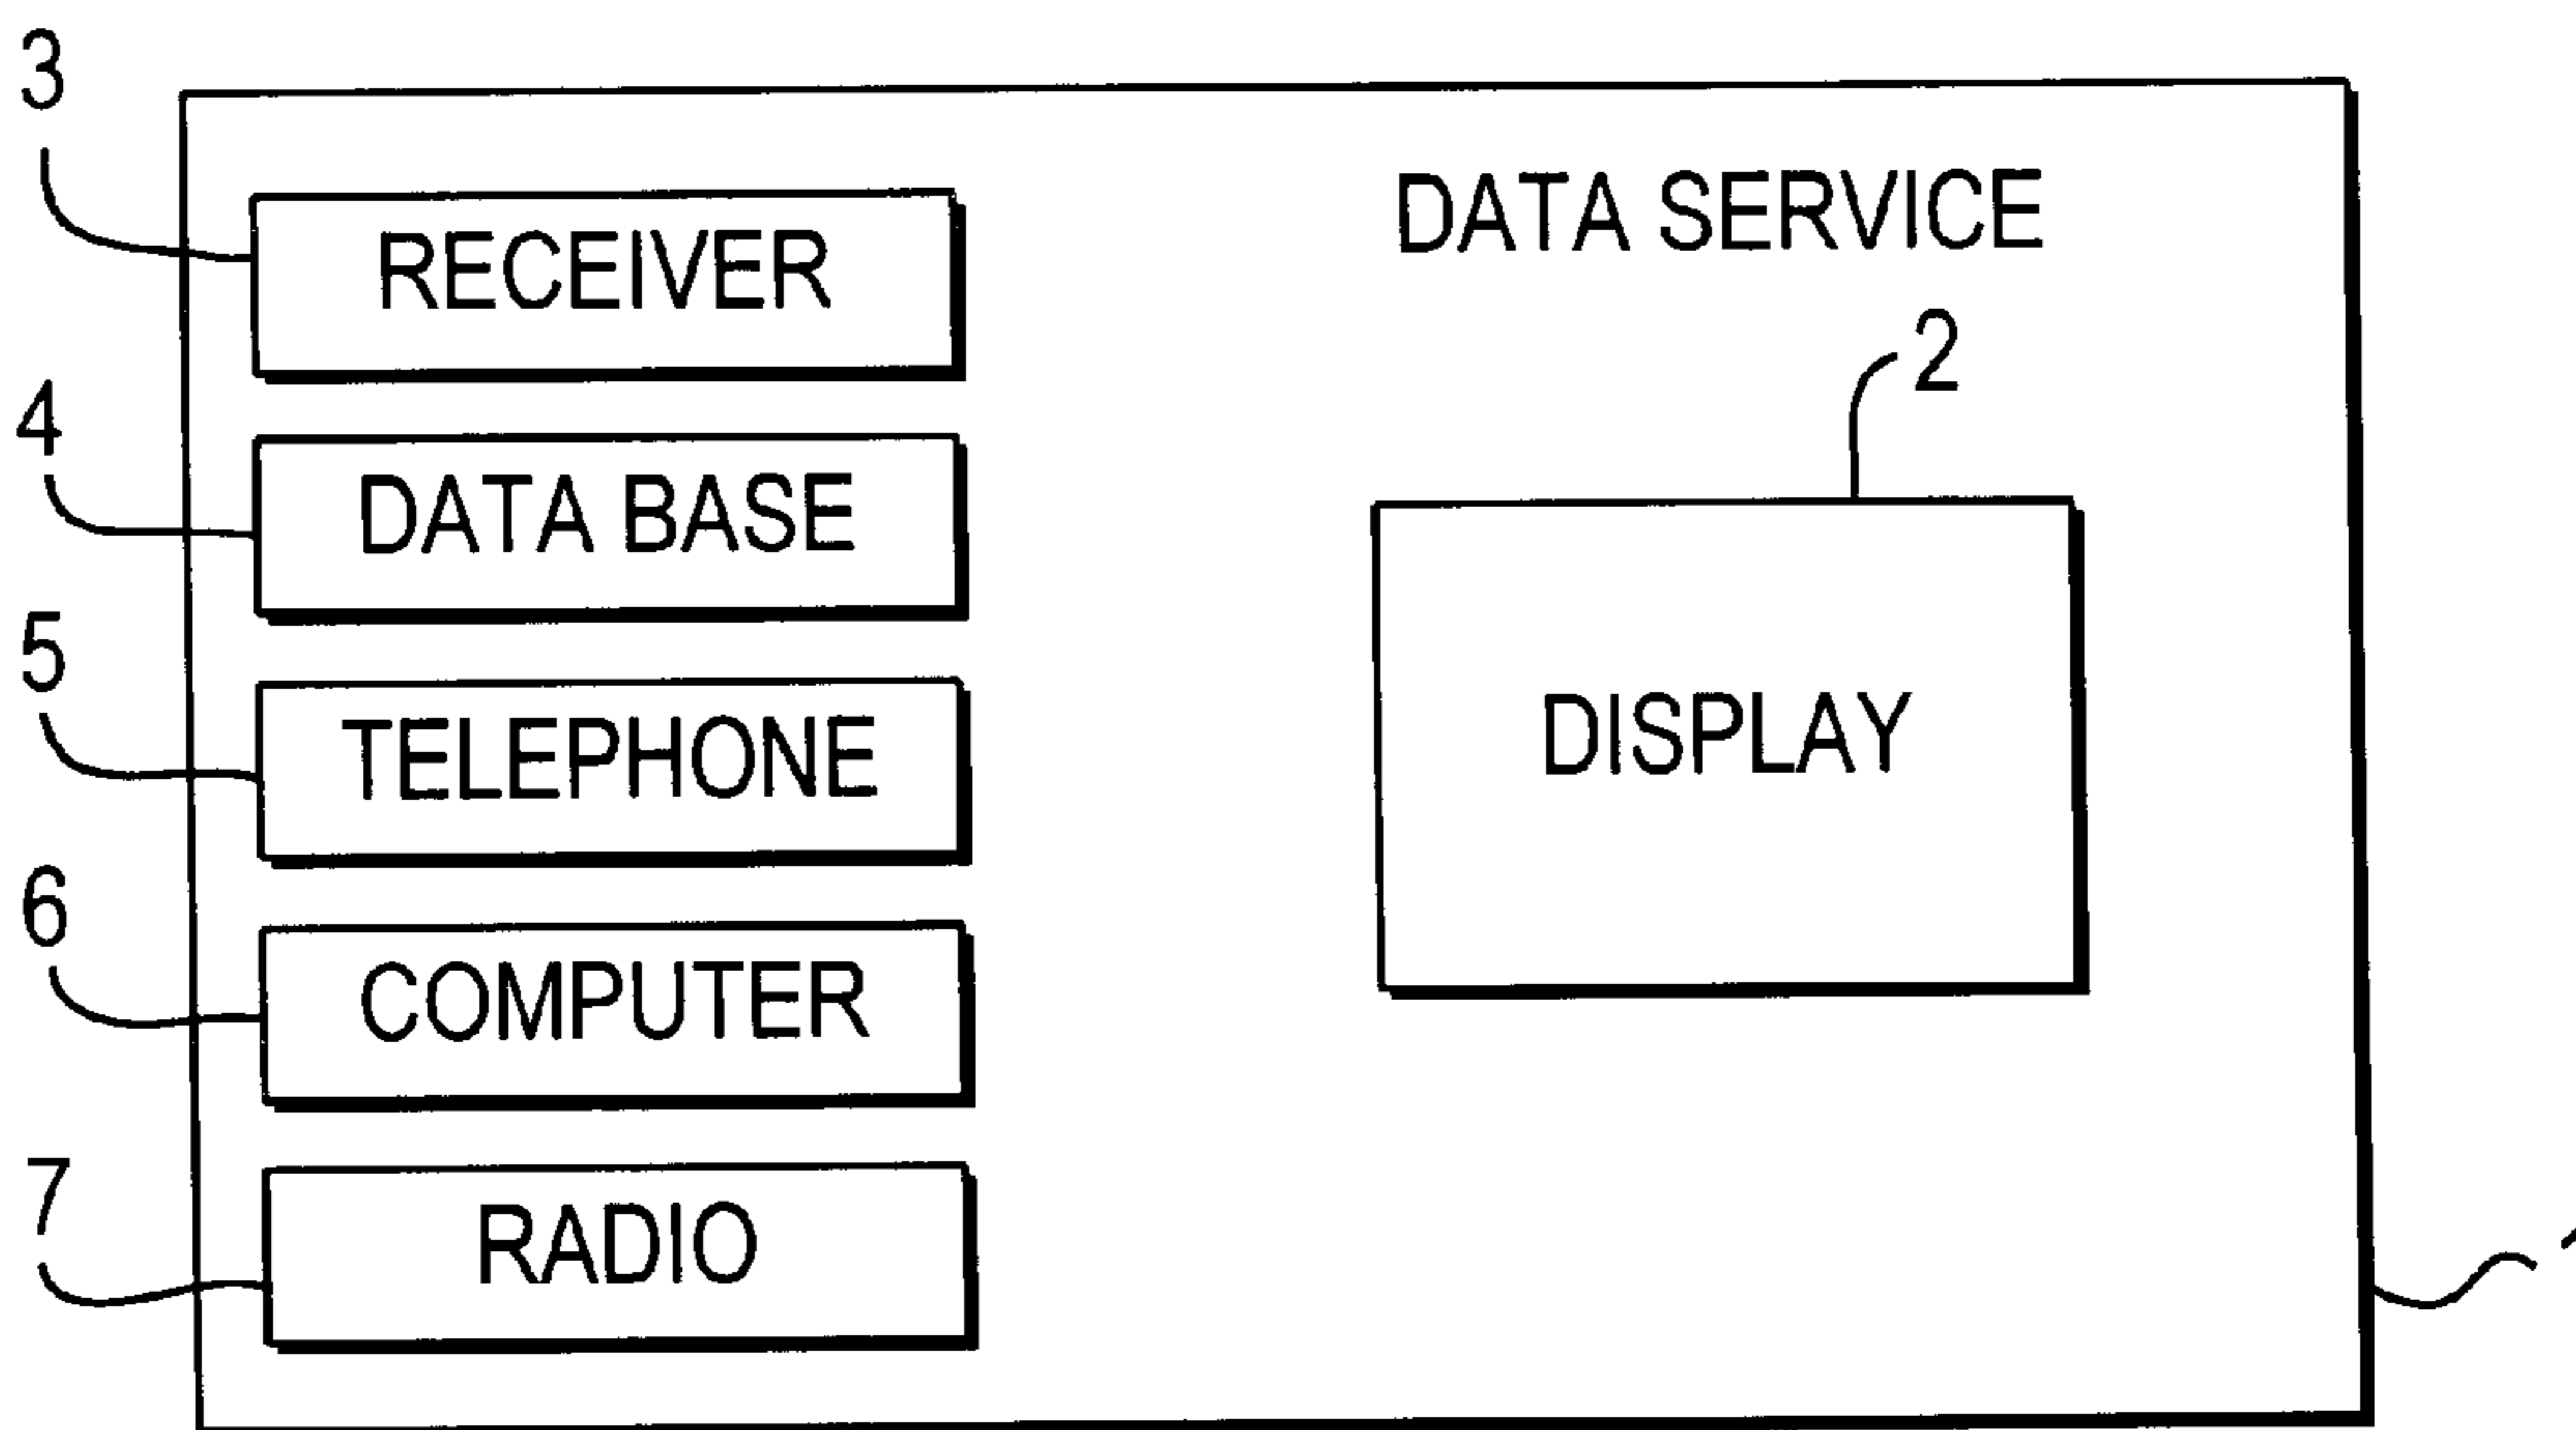 3
RECEIVER
DATA SERVICE
2
4
DATA BASE
5
TELEPHONE
DISPLAY
6
COMPUTER
7
RADIO